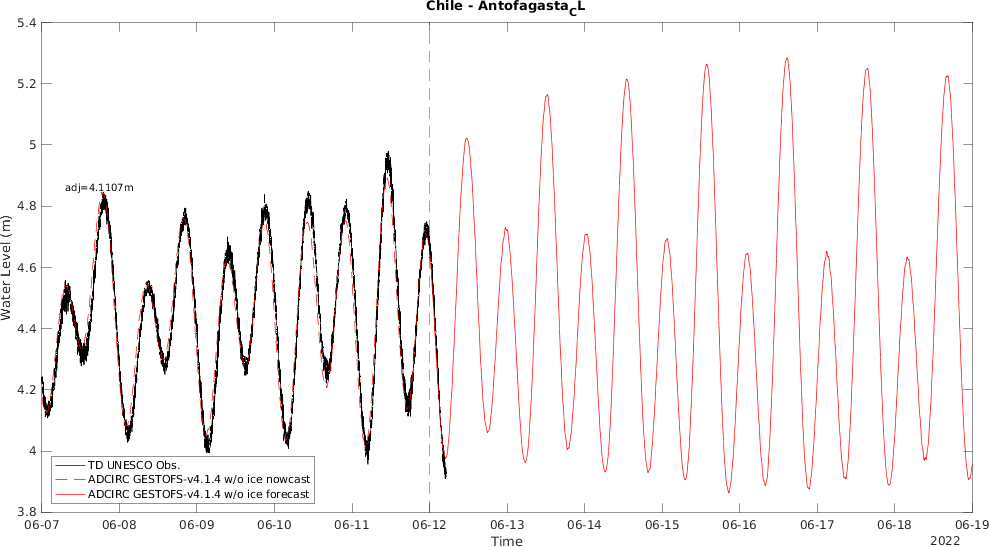 Chile - Antofagasta_CL
5.4
5.2
5
4.8
4.6
4.4
4.2
4
3.8
Water Level (m)
adj=4.1107m
TD UNESCO Obs.
ADCIRC GESTOFS-v4.1.4 w/o ice nowcast
ADCIRC GESTOFS-v4.1.4 w/o ice forecast
06-07 06-08 06-09 06-10 06-11 06-12 06-13 06-14 06-15 06-16 06-17 06-18 06-19
Time
2022